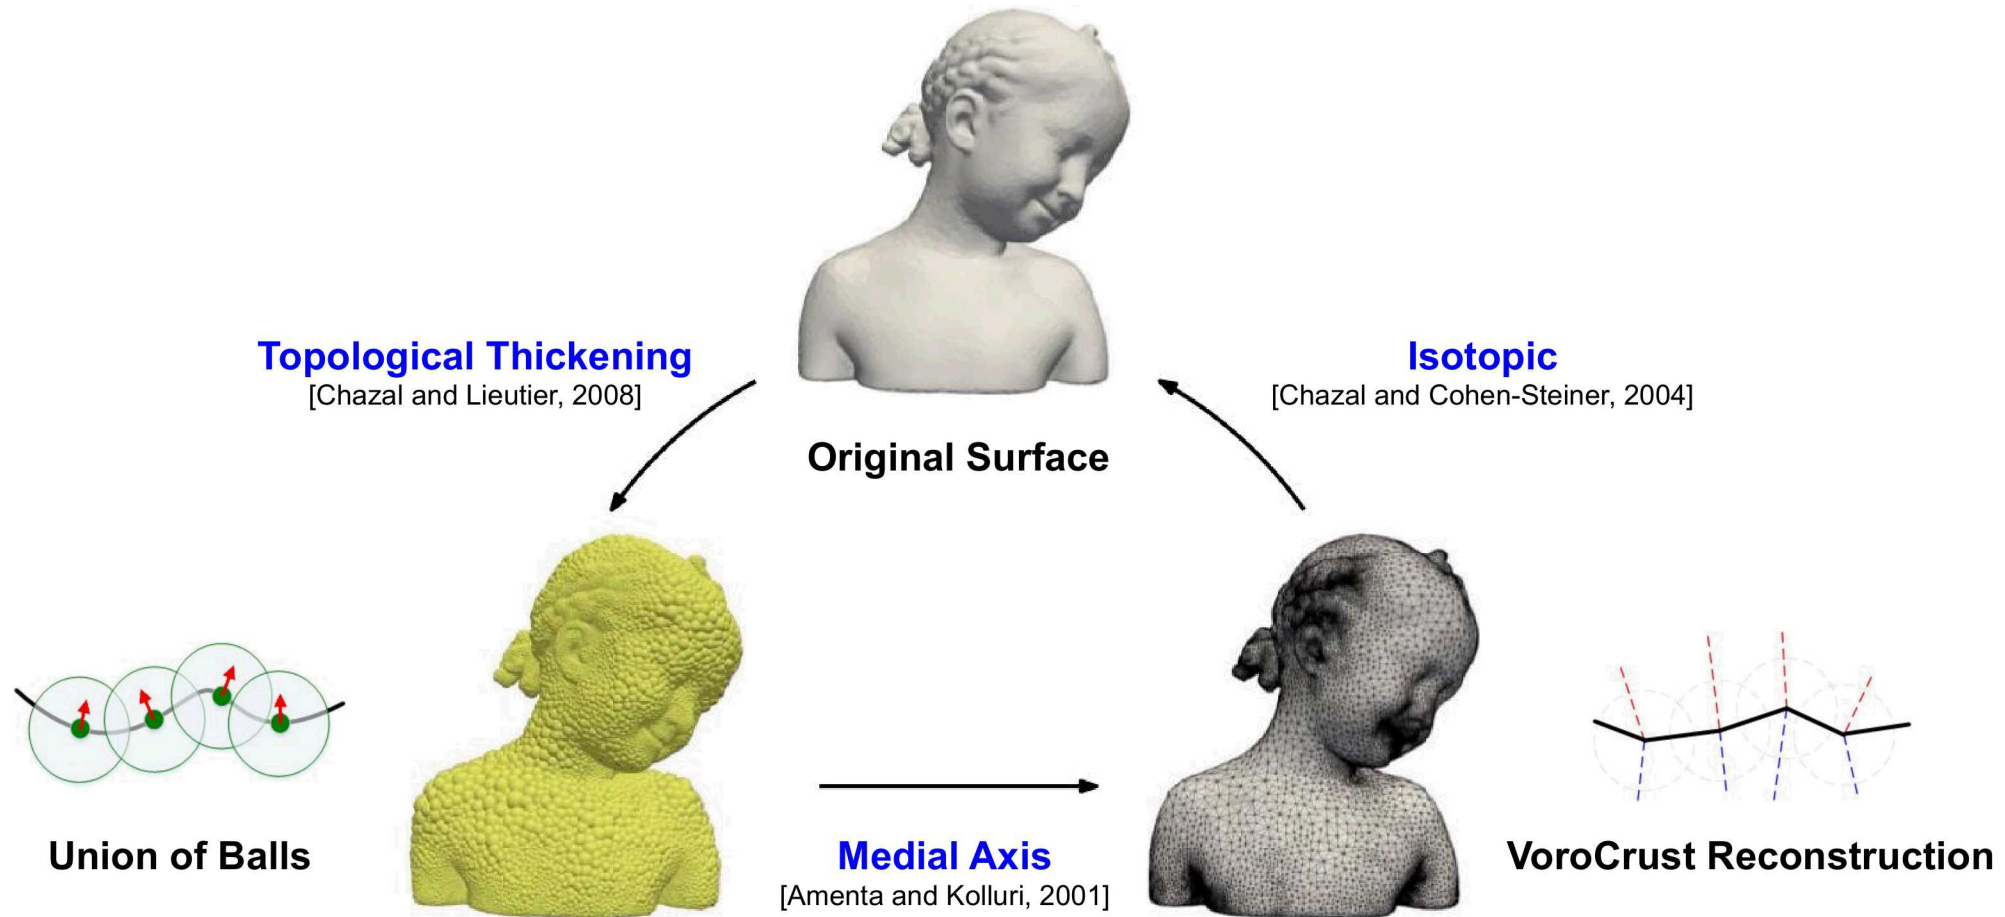 Topological Thickening
[Chazal and Lieutier, 2008]
Isotopic
[Chazal and Cohen-Steiner, 2004]
Original Surface
Union of Balls
Medial Axis
[Amenta and Kolluri, 2001]
VoroCrust Reconstruction